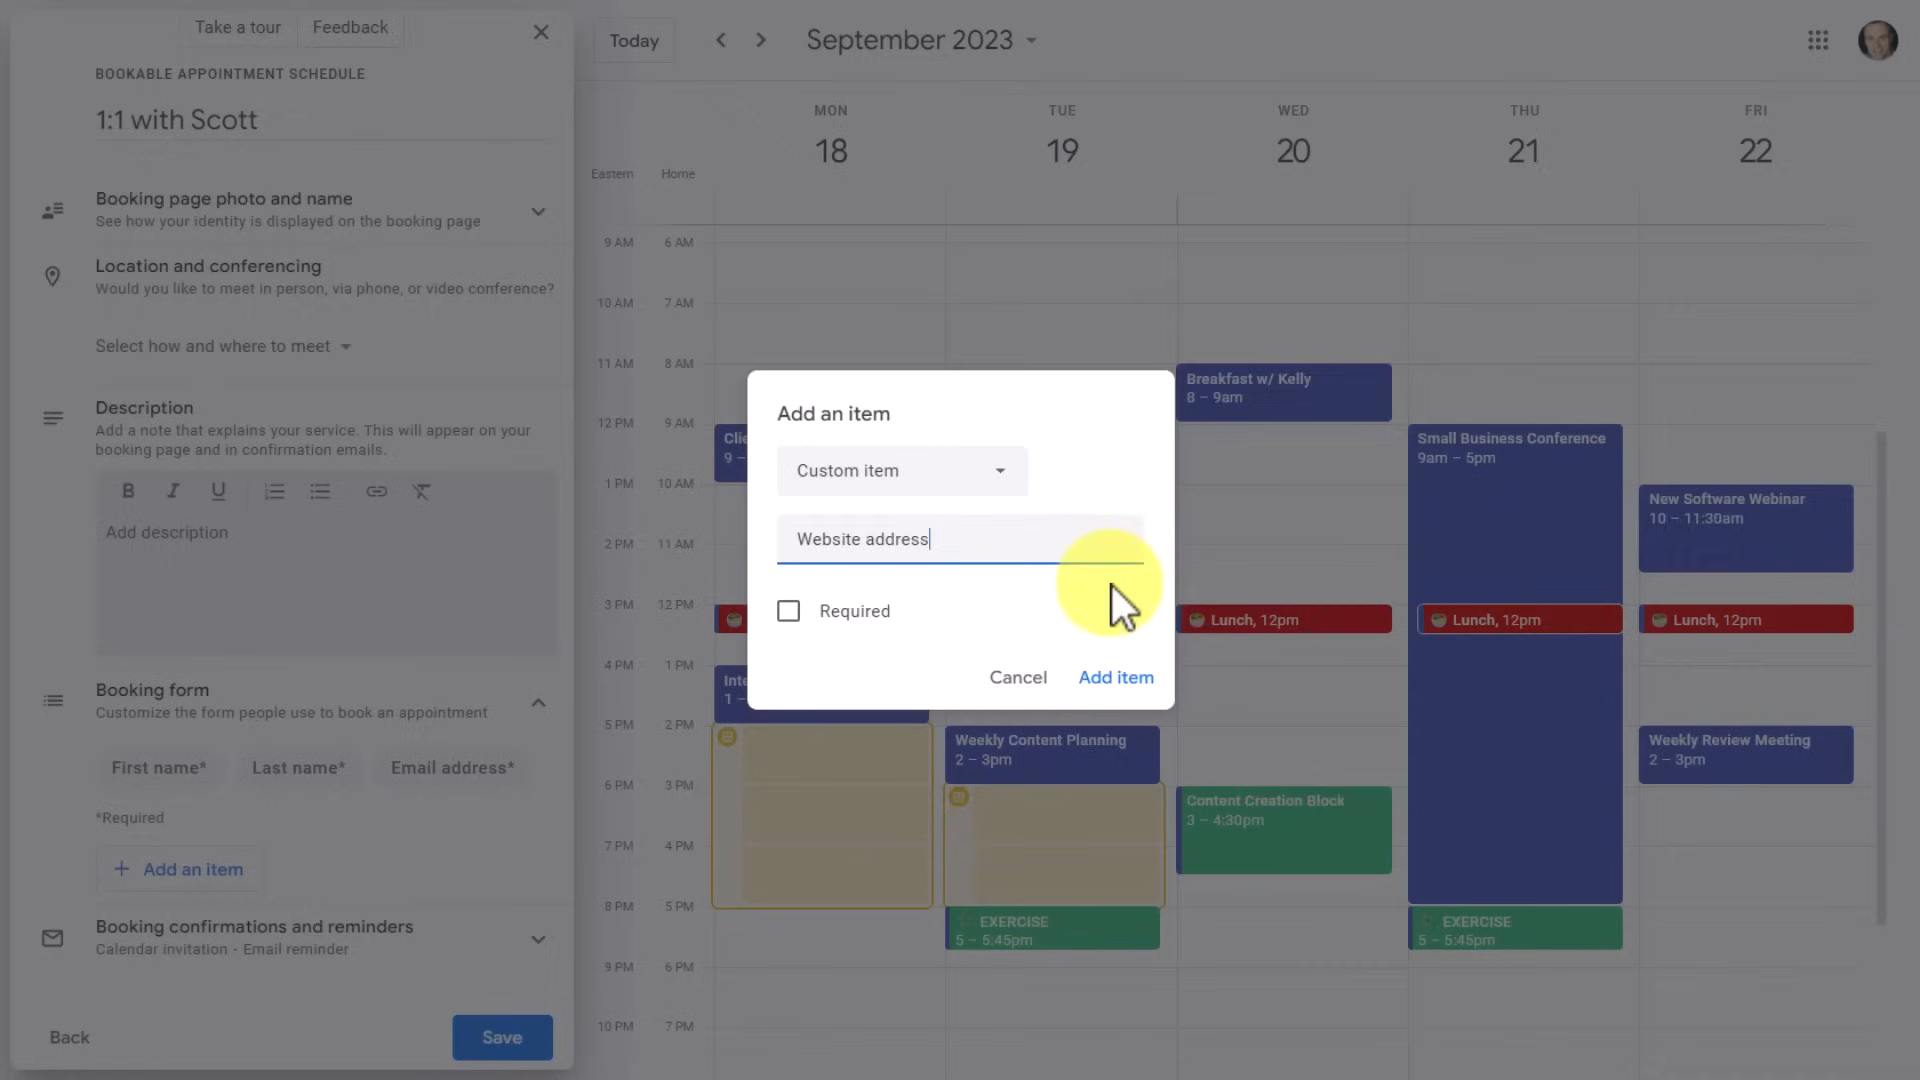 Take a tour
Feedback
BOOKABLE APPOINTMENT SCHEDULE
1:1 with Scott
Booking page photo and name
See how your identity is displayed on the booking page
Location and conferencing
Would you like to meet in person, via phone, or video conference?
Select how and where to meet
Description
Add a note that explains your service. This will appear on your
booking page and in confirmation emails.
B I U
Add description
Booking form
Customize the form people use to book an appointment
First name* Last name* Email address*
*Required
+ Add an item
Booking confirmations and reminders
Calendar invitation · Email reminder
Back
Save
Today
September 2023
MON TUE WED THU FRI
18 19 20 21 22
Eastern Home
9 AM 6 AM
10 AM 7 AM
11 AM 8 AM
12 PM 9 AM
1 PM 10 AM
2 PM 11 AM
3 PM 12 PM
4 PM 1 PM
5 PM 2 PM
6 PM 3 PM
7 PM 4 PM
8 PM 5 PM
9 PM 6 PM
10 PM 7 PM
Clie
9 –
Inte
1 –
Weekly Content Planning
2 – 3pm
EXERCISE
5 – 5:45pm
Breakfast w/ Kelly
8 – 9am
Lunch, 12pm
Content Creation Block
3 – 4:30pm
Small Business Conference
9am – 5pm
Lunch, 12pm
EXERCISE
5 – 5:45pm
New Software Webinar
10 – 11:30am
Lunch, 12pm
Weekly Review Meeting
2 – 3pm
Add an item
Custom item
Website address
Required
Cancel
Add item